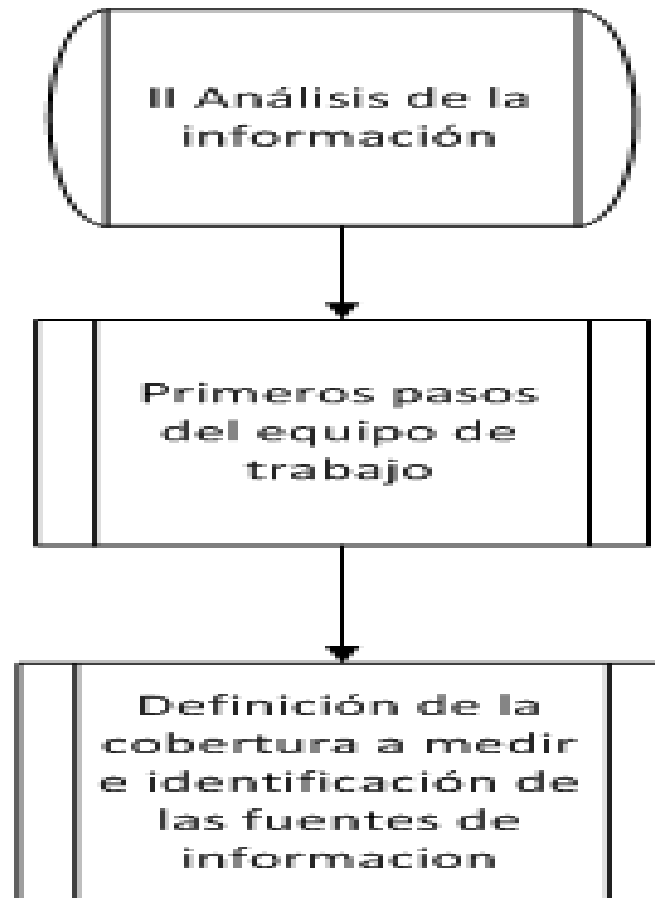 II Análisis de la
información
Primeros pasos
del equipo de
trabajo
Definición de la
cobertura a medir
e identificación de
las fuentes de
informacion